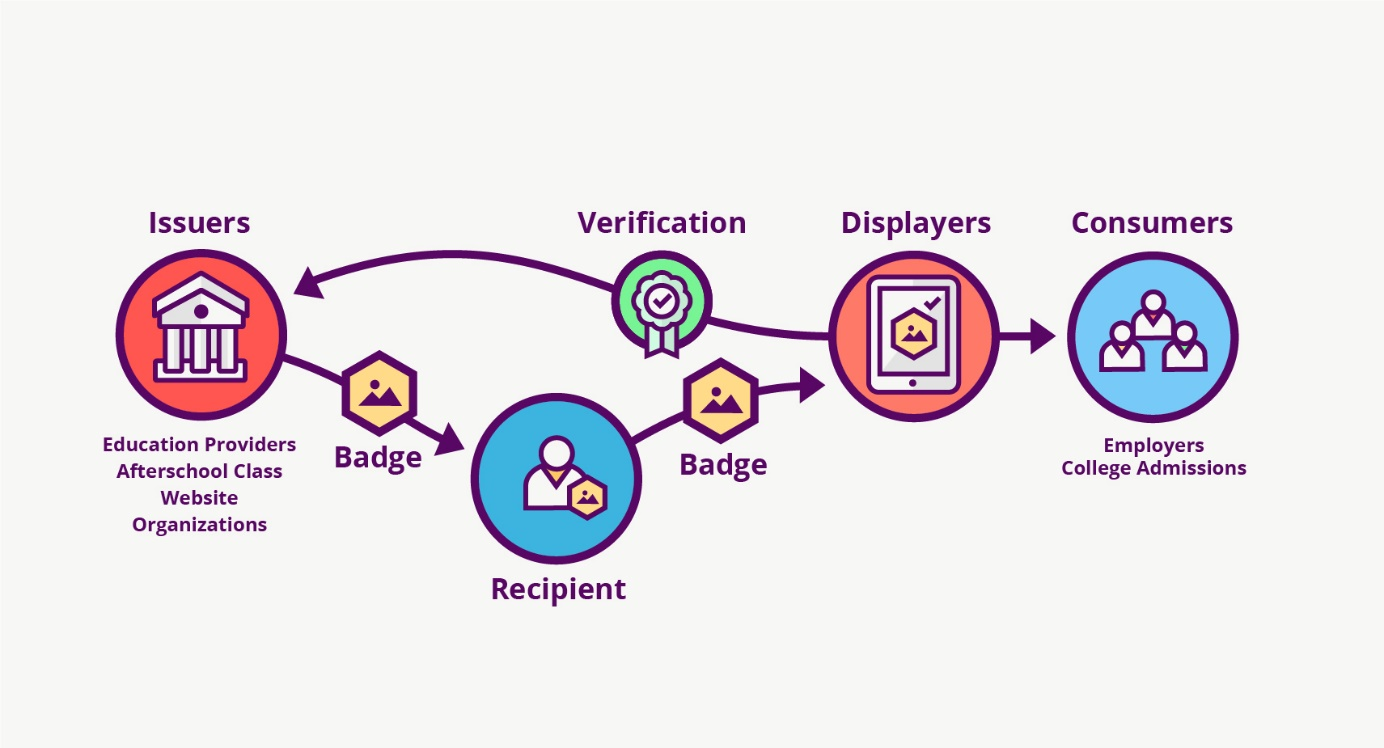 Issuers
Verification
Displayers
Consumers
Education Providers
Afterschool Class
Website
Organizations
Badge
Badge
Employers
College Admissions
Recipient